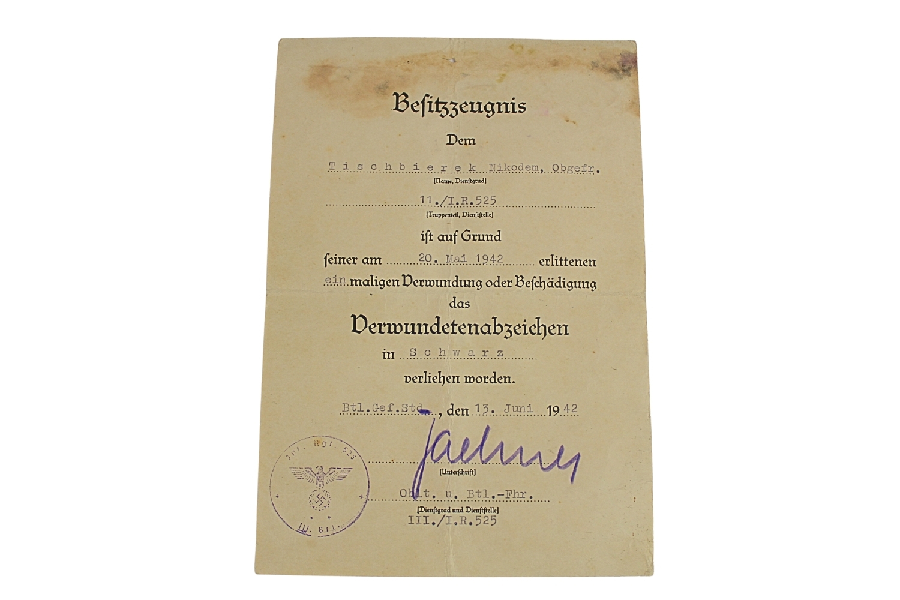 Besitzzeugnis
Dem
Tischbierek Nikodem, Obgefr.
(Name, Dienstgrad)
11./I.R.525
(Truppenteil, Dienststelle)
ist auf Grund
seiner am 20. Mai 1942 erlittenen
ein maligen Verwundung oder Beschädigung
das
Verwundetenabzeichen
in Schwarz
verliehen worden.
Btl.Gef.Std., den 13. Juni 1942
(Unterschrift)
Oblt. u. Btl.-Fhr.
(Dienstgrad und Dienststelle)
III./I.R.525